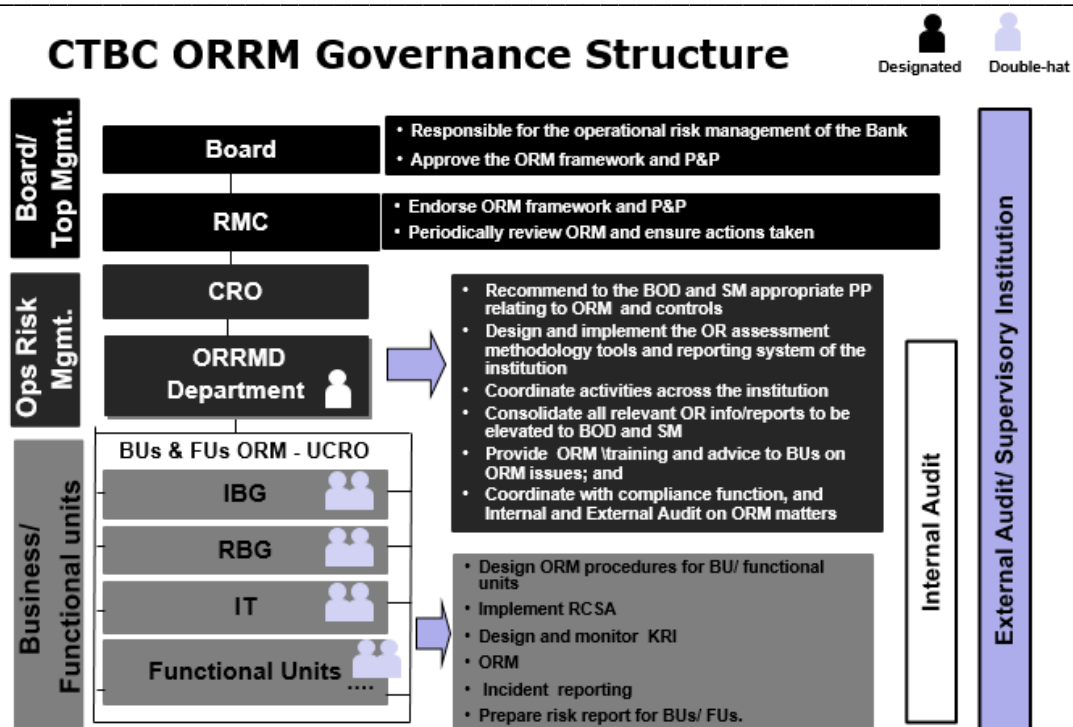 CTBC ORRM Governance Structure
Designated
Double-hat
Board/
Top Mgmt.
Board
• Responsible for the operational risk management of the Bank
• Approve the ORM framework and P&P
RMC
• Endorse ORM framework and P&P
• Periodically review ORM and ensure actions taken
Ops Risk
Mgmt.
CRO
ORRMD
Department
• Recommend to the BOD and SM appropriate PP
relating to ORM and controls
• Design and implement the OR assessment
methodology tools and reporting system of the
institution
• Coordinate activities across the institution
• Consolidate all relevant OR info/reports to be
elevated to BOD and SM
• Provide ORM \training and advice to BUs on
ORM issues; and
• Coordinate with compliance function, and
Internal and External Audit on ORM matters
Business/
Functional units
BUs & FUs ORM - UCRO
IBG
RBG
IT
Functional Units
....
• Design ORM procedures for BU/ functional
units
• Implement RCSA
• Design and monitor KRI
• ORM
• Incident reporting
• Prepare risk report for BUs/ FUs.
Internal Audit
External Audit/ Supervisory Institution